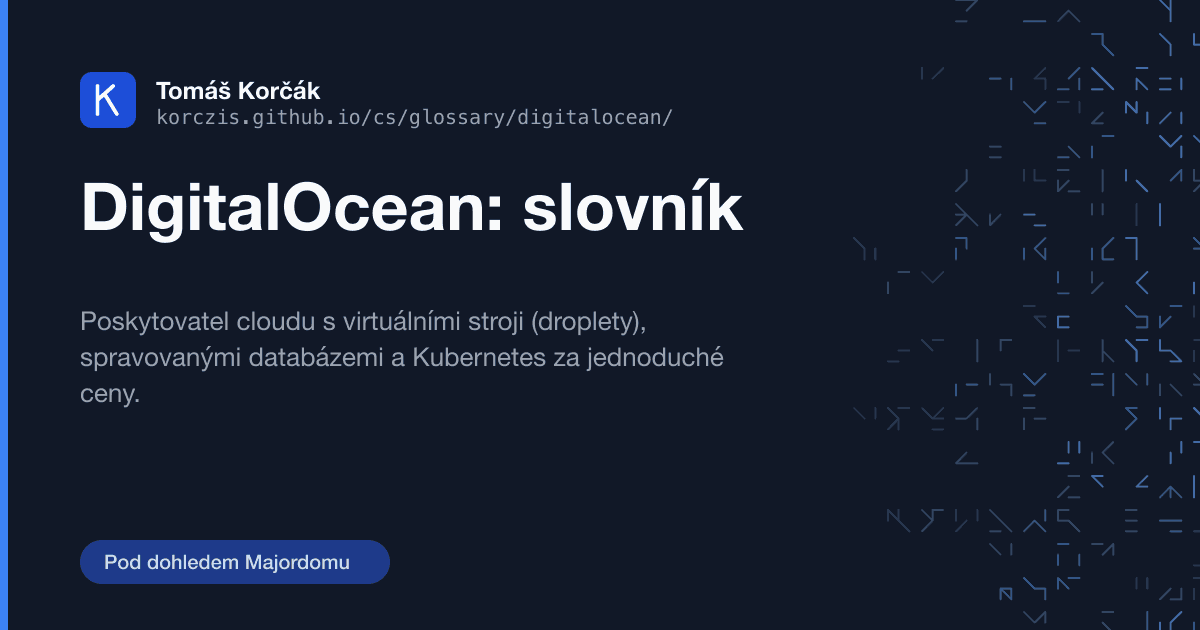 Tomáš Korčák
korczis.github.io/cs/glossary/digitalocean/
DigitalOcean: slovník
Poskytovatel cloudu s virtuálními stroji (droplety),
spravovanými databázemi a Kubernetes za jednoduché
ceny.
Pod dohledem Majordomu